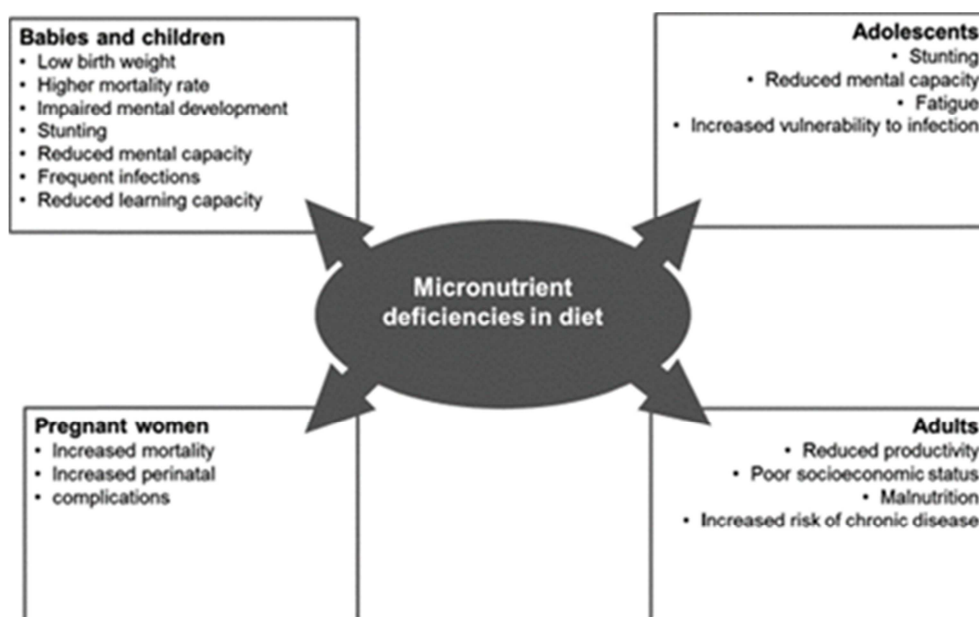 Babies and children
• Low birth weight
• Higher mortality rate
• Impaired mental development
• Stunting
• Reduced mental capacity
• Frequent infections
• Reduced learning capacity
Adolescents
• Stunting
• Reduced mental capacity
• Fatigue
• Increased vulnerability to infection
Micronutrient
deficiencies in diet
Pregnant women
• Increased mortality
• Increased perinatal
• complications
Adults
• Reduced productivity
• Poor socioeconomic status
• Malnutrition
• Increased risk of chronic disease